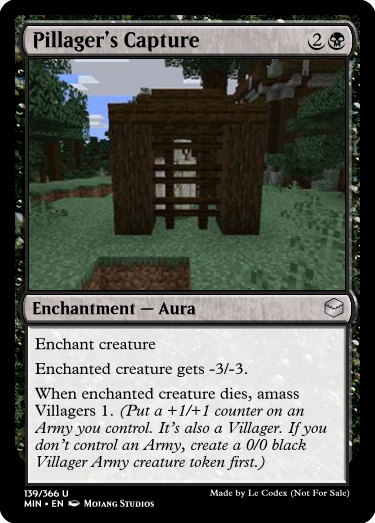 Pillager's Capture 2
Enchantment — Aura
Enchant creature
Enchanted creature gets -3/-3.
When enchanted creature dies, amass
Villagers 1. (Put a +1/+1 counter on an
Army you control. It's also a Villager. If you
don't control an Army, create a 0/0 black
Villager Army creature token first.)
139/366 U
MIN • EN Mojang Studios
Made by Le Codex (Not For Sale)